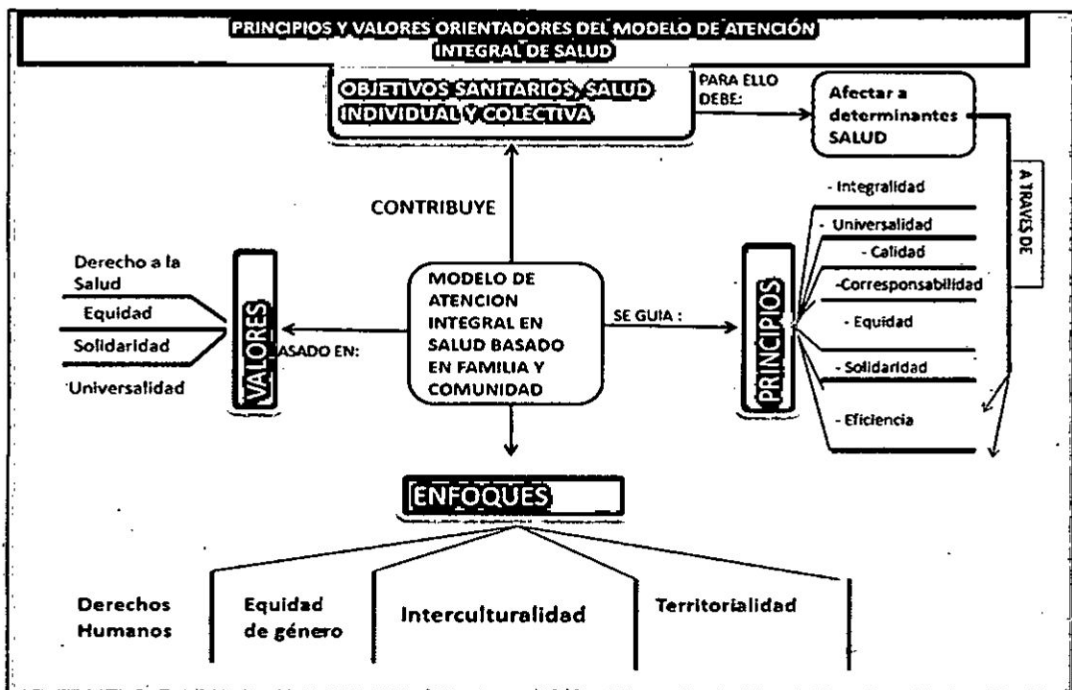 PRINCIPIOS Y VALORES ORIENTADORES DEL MODELO DE ATENCIÓN
INTEGRAL DE SALUD
OBJETIVOS SANITARIOS, SALUD
INDIVIDUAL Y COLECTIVA
PARA ELLO
DEBE:
Afectar a
determinantes
SALUD
A TRAVES DE
CONTRIBUYE
- Integralidad
- Universalidad
- Calidad
-Corresponsabilidad
- Equidad
- Solidaridad
- Eficiencia
PRINCIPIOS
SE GUIA :
MODELO DE
ATENCION
INTEGRAL EN
SALUD BASADO
EN FAMILIA Y
COMUNIDAD
ASADO EN:
VALORES
Derecho a la
Salud
Equidad
Solidaridad
Universalidad
ENFOQUES
Derechos
Humanos
Equidad
de género
Interculturalidad
Territorialidad